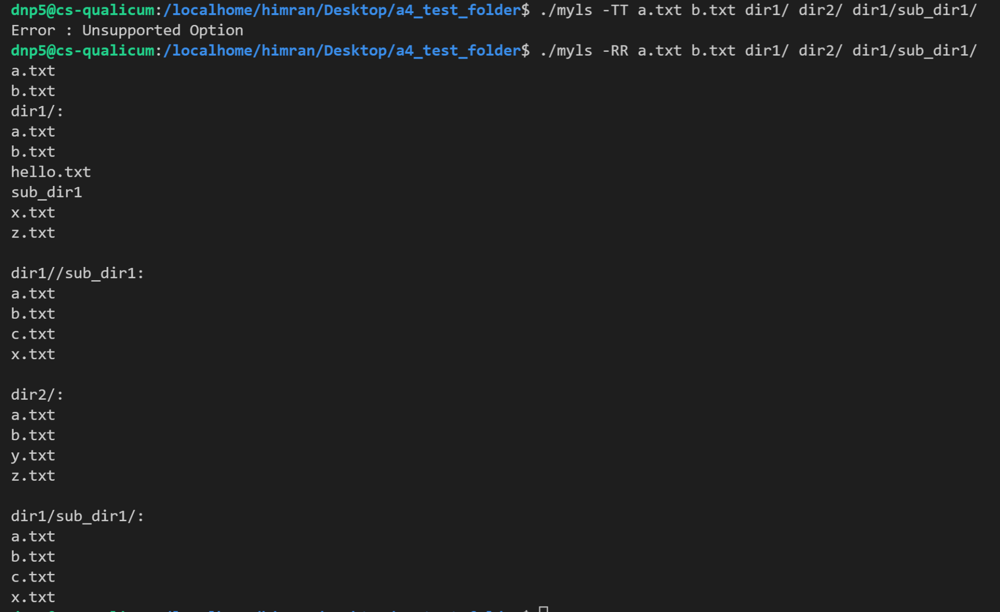 dnp5@cs-qualicum:/localhome/himran/Desktop/a4_test_folder$ ./myls -TT a.txt b.txt dir1/ dir2/ dir1/sub_dir1/
Error : Unsupported Option
dnp5@cs-qualicum:/localhome/himran/Desktop/a4_test_folder$ ./myls -RR a.txt b.txt dir1/ dir2/ dir1/sub_dir1/
a.txt
b.txt
dir1/:
a.txt
b.txt
hello.txt
sub_dir1
x.txt
z.txt

dir1//sub_dir1:
a.txt
b.txt
c.txt
x.txt

dir2/:
a.txt
b.txt
y.txt
z.txt

dir1/sub_dir1/:
a.txt
b.txt
c.txt
x.txt